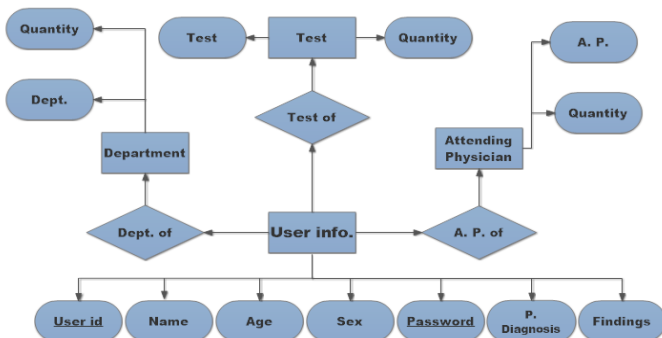 Quantity
Test
Test
Quantity
A. P.
Dept.
Test of
Quantity
Department
Attending
Physician
Dept. of
User info.
A. P. of
User id
Name
Age
Sex
Password
P.
Diagnosis
Findings